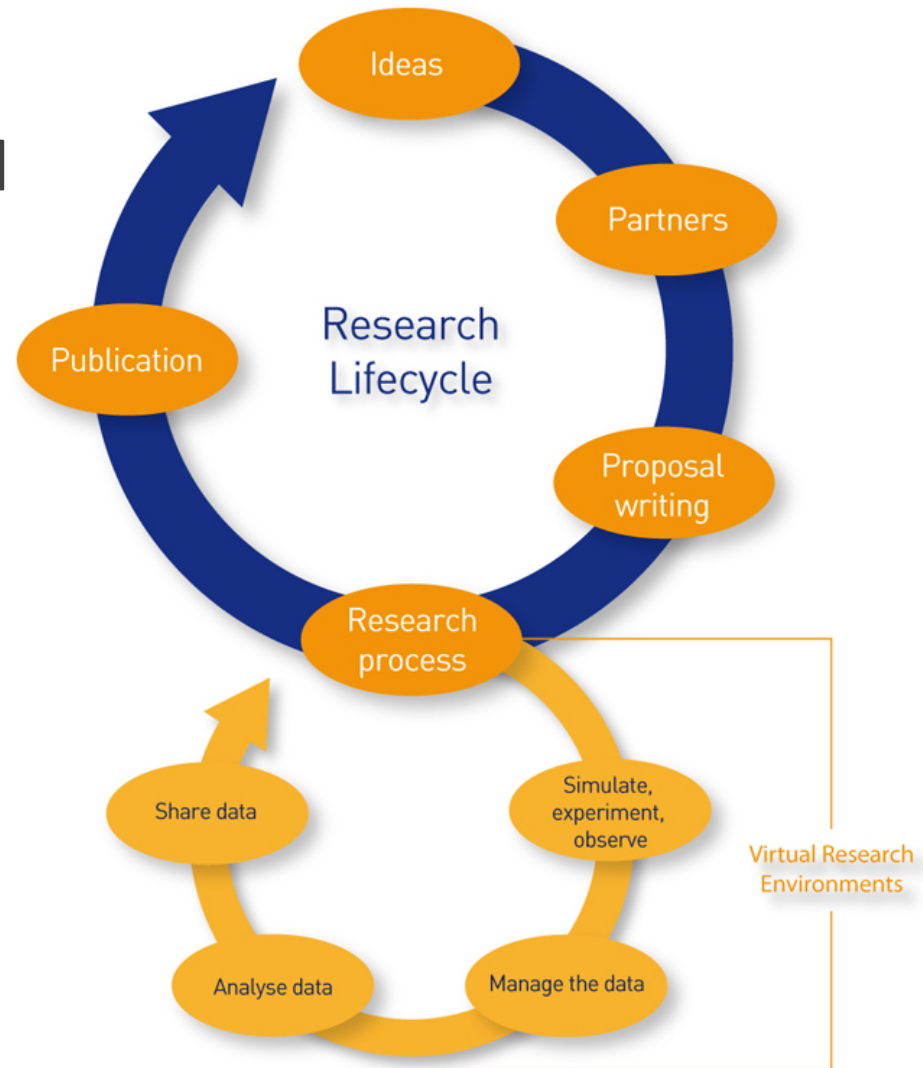 Ideas
Partners
Research
Lifecycle
Publication
Proposal
writing
Research
process
Simulate,
experiment,
observe
Share data
Virtual Research
Environments
Manage the data
Analyse data